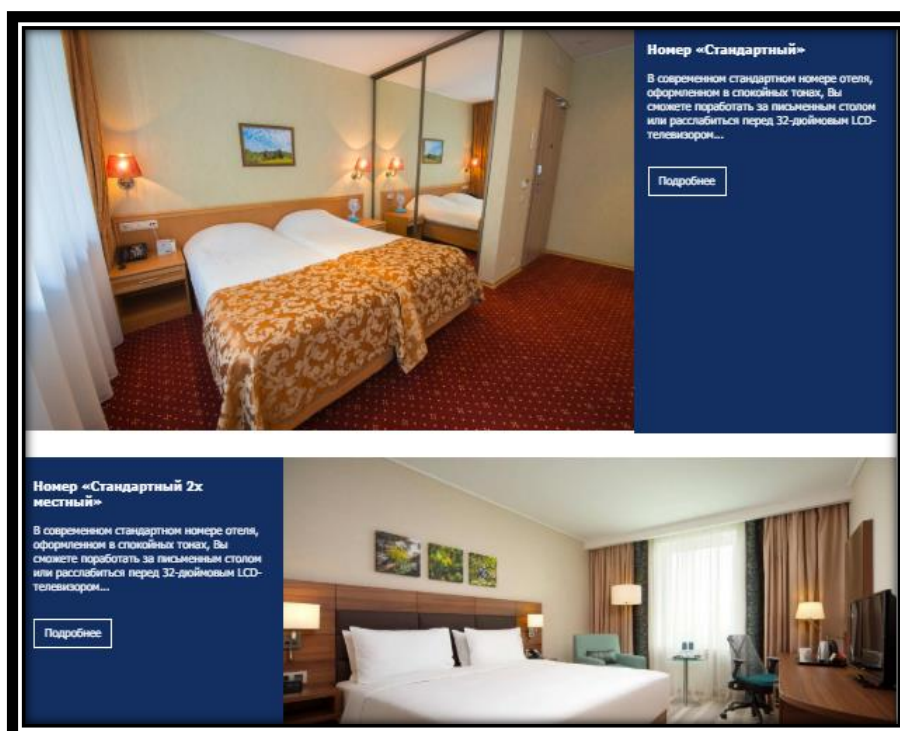 Номер «Стандартный»
В современном стандартном номере отеля,
оформленном в спокойных тонах, Вы
сможете поработать за письменным столом
или расслабиться перед 32-дюймовым LCD-
телевизором...
Подробнее
Номер «Стандартный 2х
местный»
В современном стандартном номере отеля,
оформленном в спокойных тонах, Вы
сможете поработать за письменным столом
или расслабиться перед 32-дюймовым LCD-
телевизором...
Подробнее